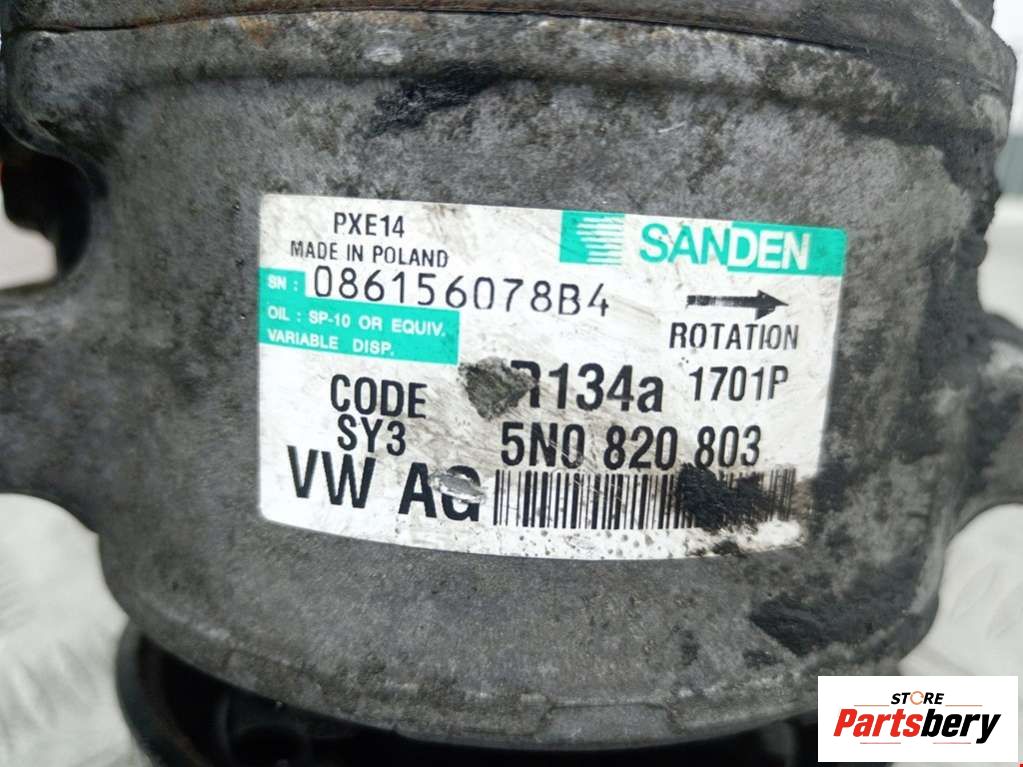 PXE14
MADE IN POLAND
SANDEN
SN : 086156078B4
OIL : SP-10 OR EQUIV.
VARIABLE DISP.
ROTATION
R134a 1701P
CODE
SY3
5N0 820 803
VW AG
STORE
Partsbery